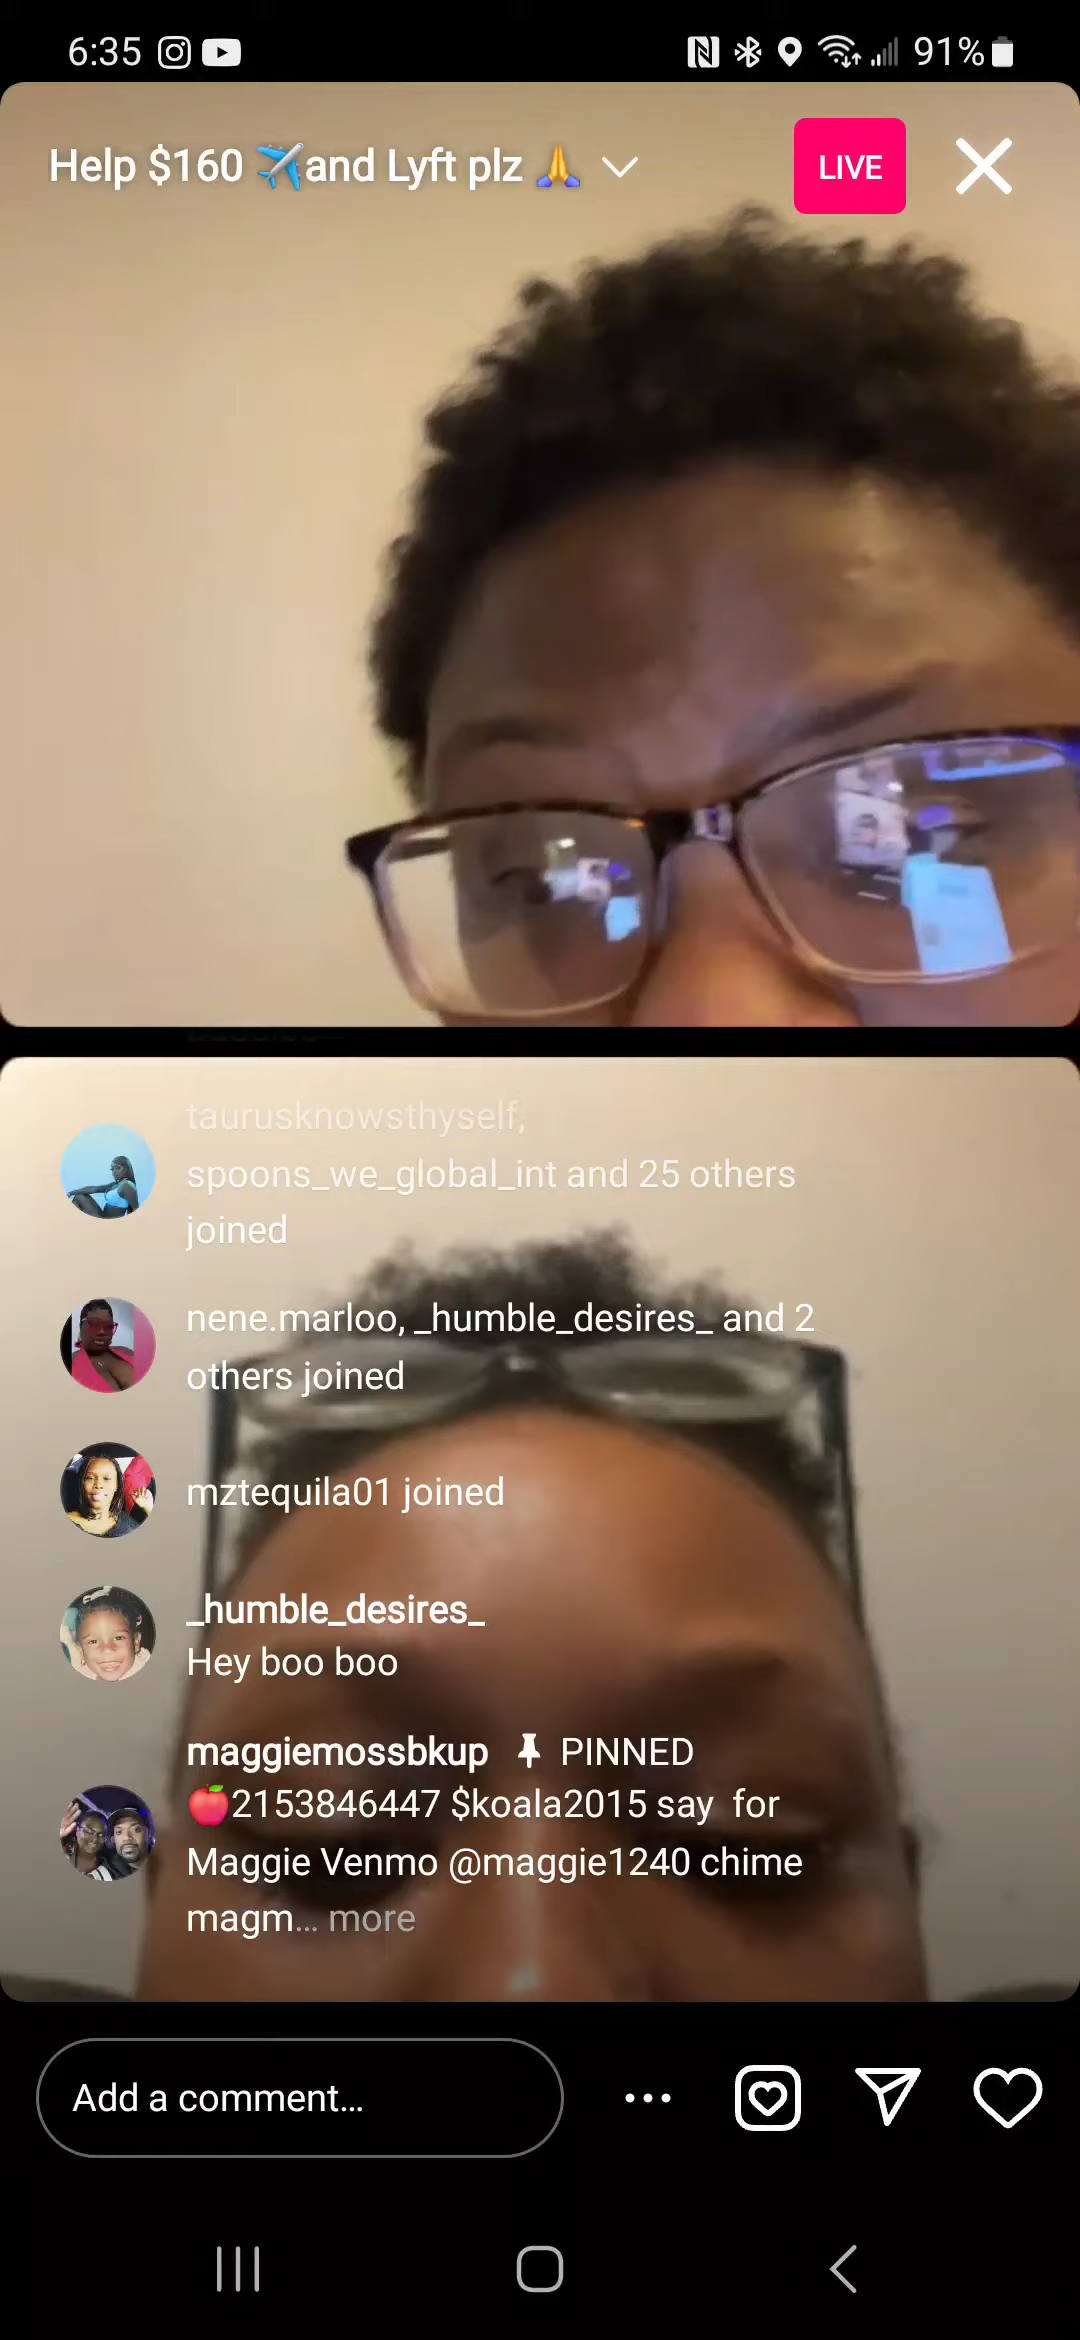 6:35
91%
Help $160 ✈️and Lyft plz 🙏
LIVE
taurusknowsthyself,
spoons_we_global_int and 25 others
joined
nene.marloo, _humble_desires_ and 2
others joined
mztequila01 joined
_humble_desires_
Hey boo boo
maggiemossbkup 📌 PINNED
🍎2153846447 $koala2015 say  for
Maggie Venmo @maggie1240 chime
magm... more
Add a comment...